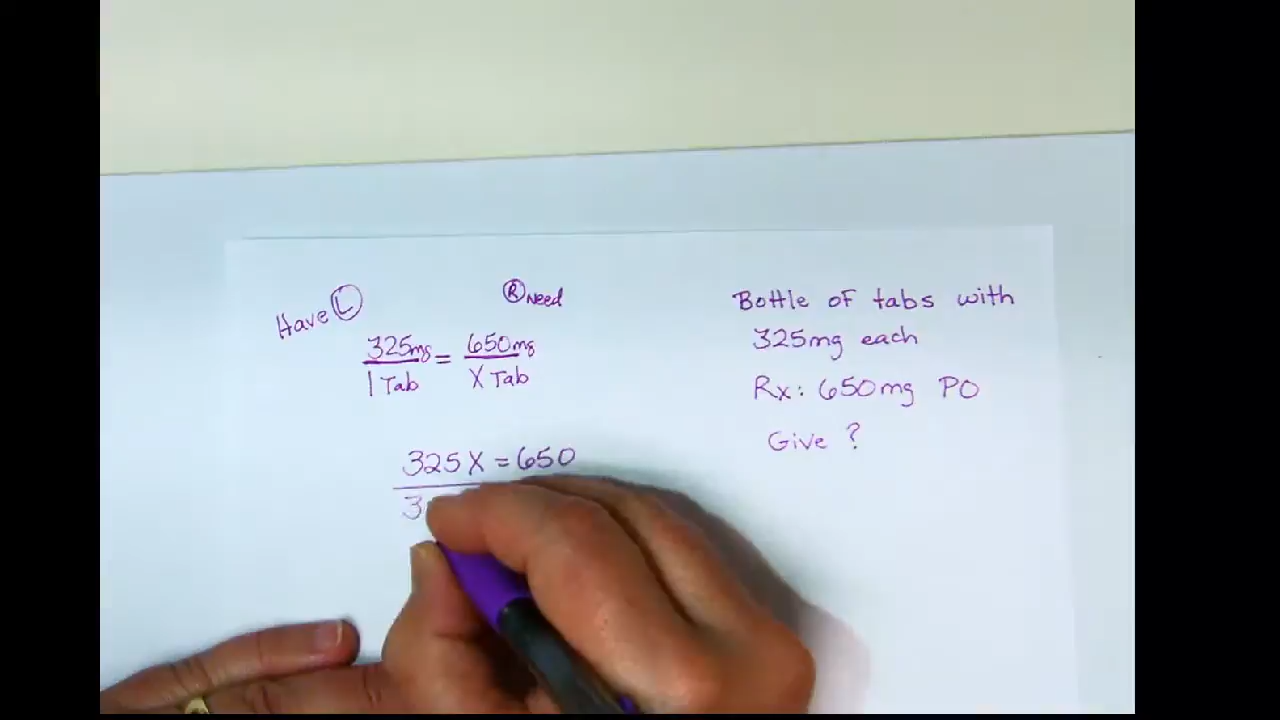 Have L
R Need
325mg = 650mg
1 Tab X Tab
325 X = 650
3
Bottle of tabs with
325mg each
Rx: 650mg PO
Give ?